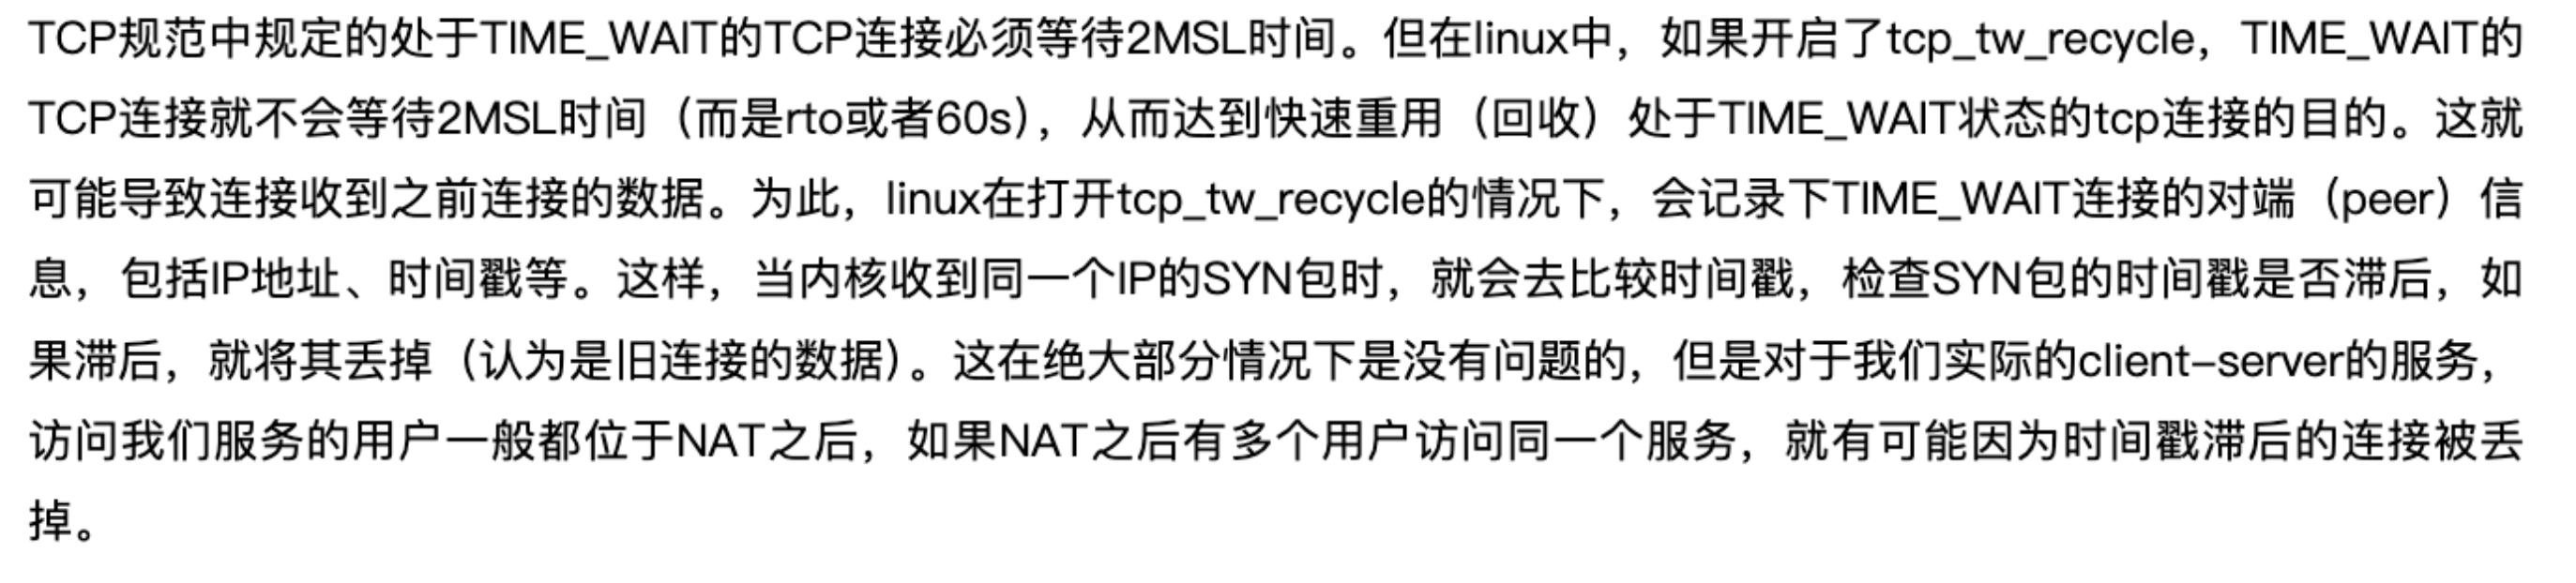 TCP规范中规定的处于TIME_WAIT的TCP连接必须等待2MSL时间。但在linux中，如果开启了tcp_tw_recycle，TIME_WAIT的
TCP连接就不会等待2MSL时间（而是rto或者60s），从而达到快速重用（回收）处于TIME_WAIT状态的tcp连接的目的。这就
可能导致连接收到之前连接的数据。为此，linux在打开tcp_tw_recycle的情况下，会记录下TIME_WAIT连接的对端（peer）信
息，包括IP地址、时间戳等。这样，当内核收到同一个IP的SYN包时，就会去比较时间戳，检查SYN包的时间戳是否滞后，如
果滞后，就将其丢掉（认为是旧连接的数据）。这在绝大部分情况下是没有问题的，但是对于我们实际的client-server的服务，
访问我们服务的用户一般都位于NAT之后，如果NAT之后有多个用户访问同一个服务，就有可能因为时间戳滞后的连接被丢
掉。